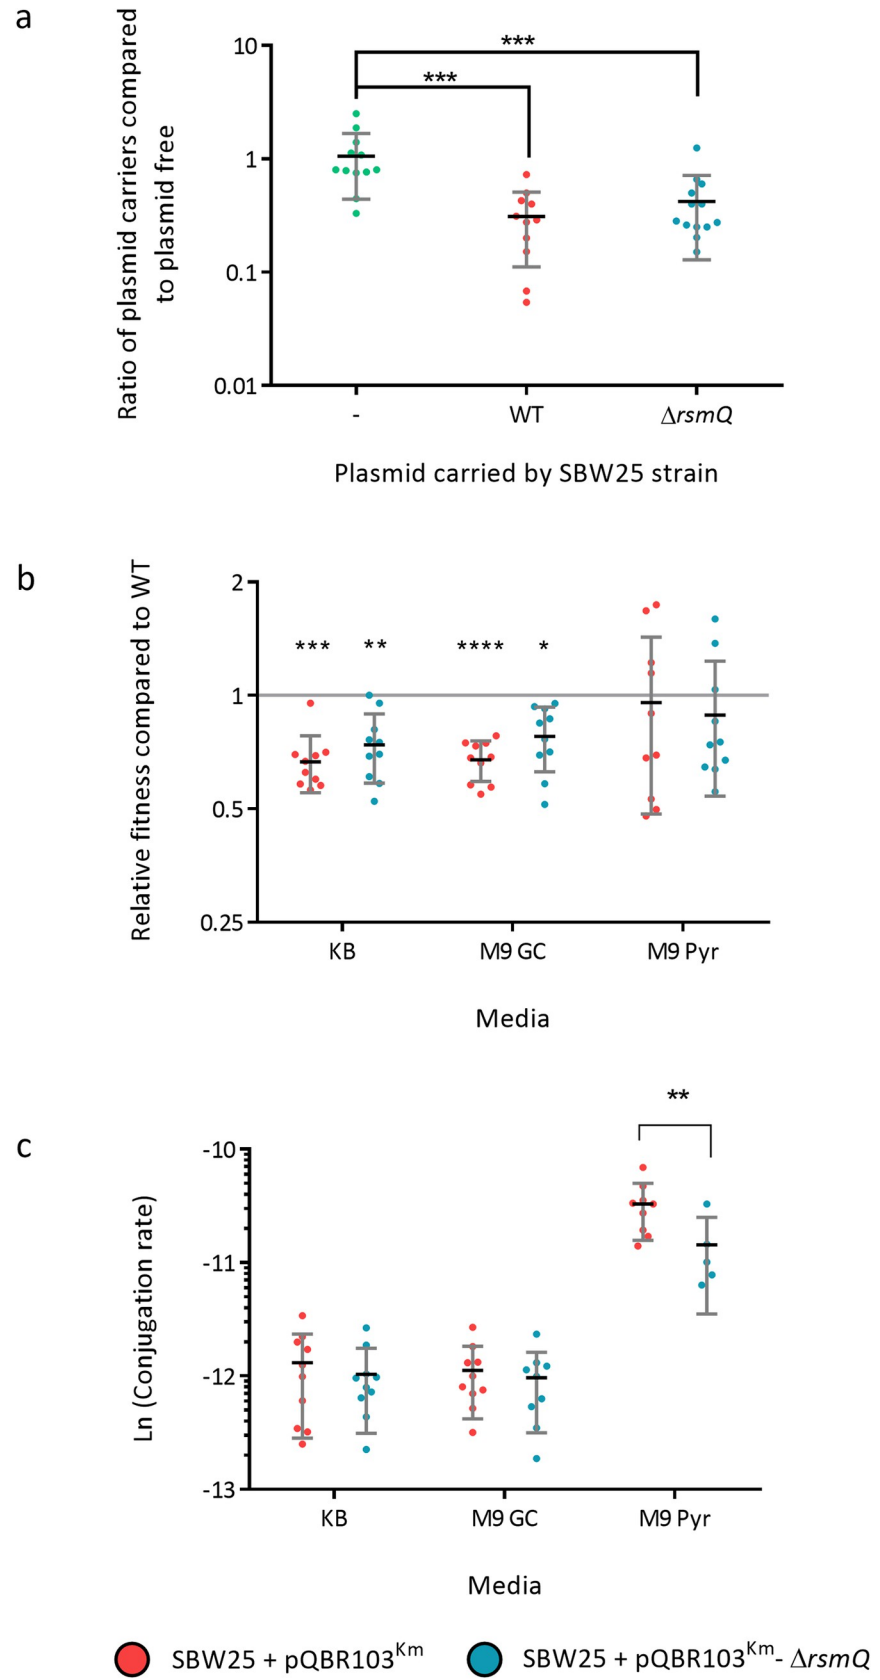 a
Ratio of plasmid carriers compared
to plasmid free
10
1
0.1
0.01
***
***
-
WT
ΔrsmQ
Plasmid carried by SBW25 strain
b
Relative fitness compared to WT
2
1
0.5
0.25
***
**
****
*
KB
M9 GC
M9 Pyr
Media
c
Ln (Conjugation rate)
-10
-11
-12
-13
**
KB
M9 GC
M9 Pyr
Media
SBW25 + pQBR103Km
SBW25 + pQBR103Km- ΔrsmQ